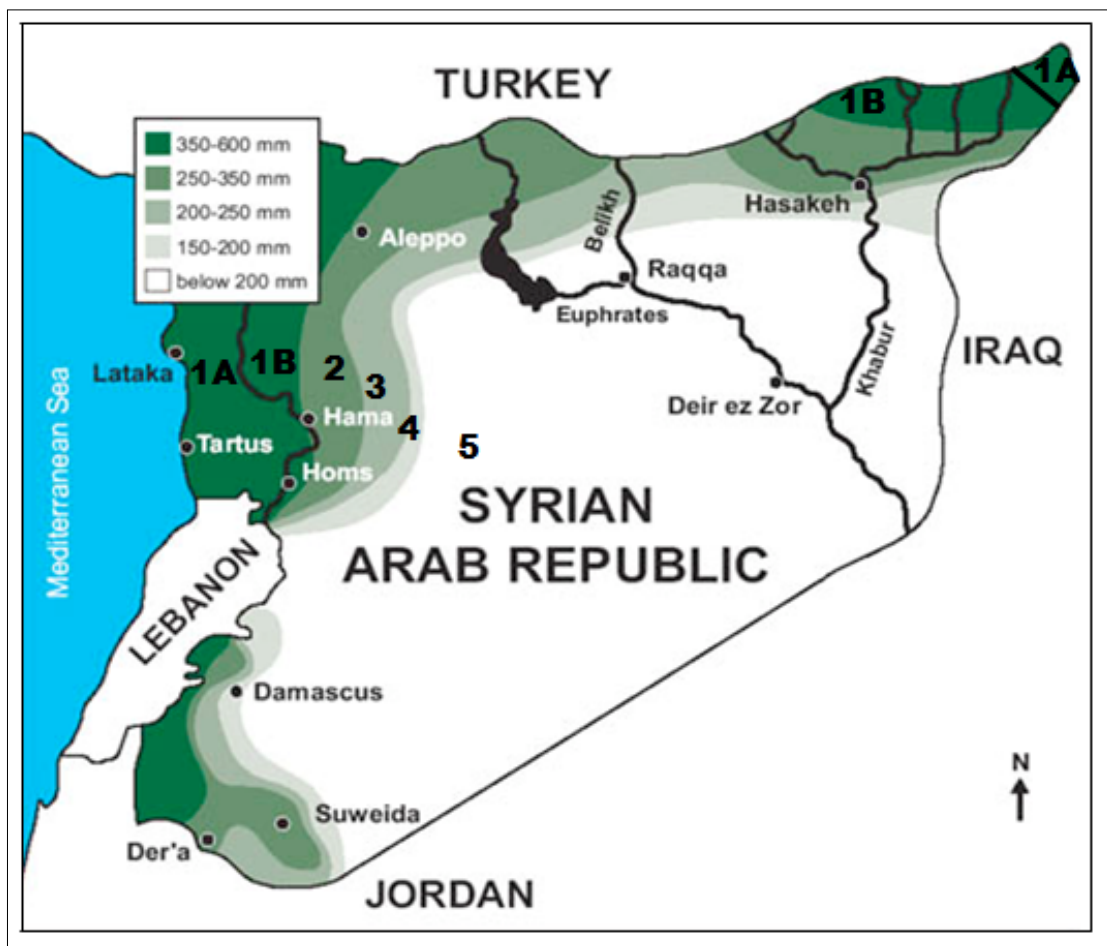 TURKEY
1A
1B
350-600 mm
250-350 mm
200-250 mm
150-200 mm
below 200 mm
Hasakeh
Aleppo
Belikh
Raqqa
Euphrates
Khabur
IRAQ
Lataka
1A
1B
2
3
Deir ez Zor
Hama
4
5
Tartus
Homs
SYRIAN
ARAB REPUBLIC
Mediterranean Sea
LEBANON
Damascus
N
Suweida
Der'a
JORDAN